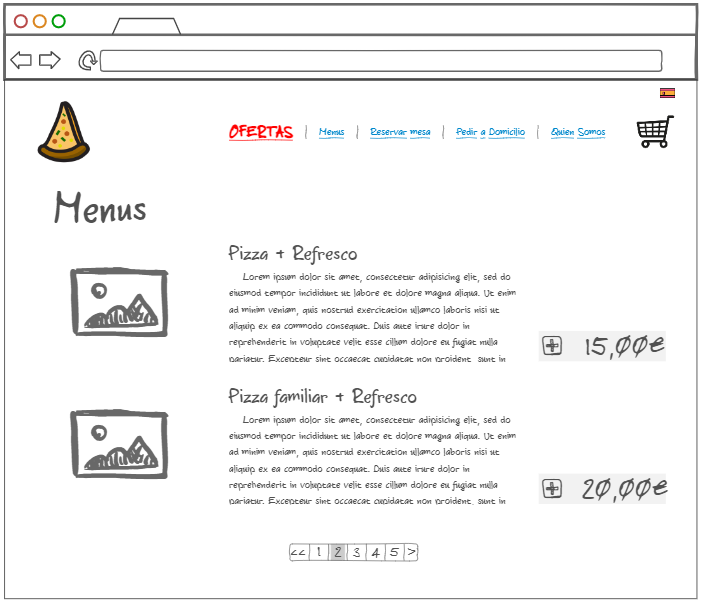 OFERTAS | Menus | Reservar mesa | Pedir a Domicilio | Quien Somos
Menus
Pizza + Refresco
Lorem ipsum dolor sit amet, consectetur adipisicing elit, sed do
eiusmod tempor incididunt ut labore et dolore magna aliqua. Ut enim
ad minim veniam, quis nostrud exercitation ullamco laboris nisi ut
aliquip ex ea commodo consequat. Duis aute irure dolor in
reprehenderit in voluptate velit esse cillum dolore eu fugiat nulla
pariatur. Excepteur sint occaecat cupidatat non proident, sunt in
15,00€
Pizza familiar + Refresco
Lorem ipsum dolor sit amet, consectetur adipisicing elit, sed do
eiusmod tempor incididunt ut labore et dolore magna aliqua. Ut enim
ad minim veniam, quis nostrud exercitation ullamco laboris nisi ut
aliquip ex ea commodo consequat. Duis aute irure dolor in
reprehenderit in voluptate velit esse cillum dolore eu fugiat nulla
pariatur. Excepteur sint occaecat cupidatat non proident, sunt in
20,00€
<< 1 2 3 4 5 >